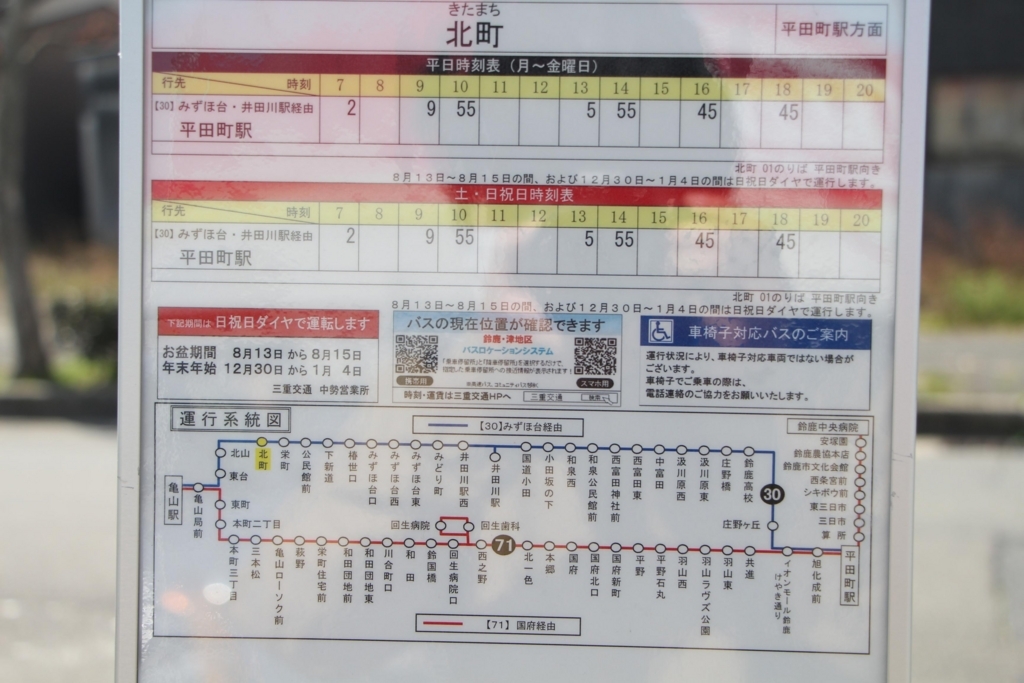 きたまち
北町
平田町駅方面
平日時刻表(月〜金曜日)
行先 時刻 7 8 9 10 11 12 13 14 15 16 17 18 19 20
【30】みずほ台・井田川駅経由 2 9 55 5 55 45 45
平田町駅
北町 01のりば 平田町駅向き
8月13日〜8月15日の間、および12月30日〜1月4日の間は日祝日ダイヤで運行します。
土・日祝日時刻表
行先 時刻 7 8 9 10 11 12 13 14 15 16 17 18 19 20
【30】みずほ台・井田川駅経由 2 9 55 5 55 45 45
平田町駅
北町 01のりば 平田町駅向き
8月13日〜8月15日の間、および12月30日〜1月4日の間は日祝日ダイヤで運行します。
下記期間は日祝日ダイヤで運転します
お盆期間 8月13日から8月15日
年末年始 12月30日から1月 4日
三重交通 中勢営業所
バスの現在位置が確認できます
鈴鹿・津地区
バスロケーションシステム
携帯用
スマホ用
時刻・運賃は三重交通HPへ
三重交通
検索
車椅子対応バスのご案内
運行状況により、車椅子対応車両ではない場合が
ございます。
車椅子でご乗車の際は、
電話連絡のご協力をお願いいたします。
運行系統図
【30】みずほ台経由
亀山駅
亀山局前
東台
北山
北町
栄町
公民館前
下新道
椿世口
みずほ台口
みずほ台西
みずほ台東
みどり町
井田川駅西
井田川駅
国道小田
小田坂の下
和泉西
和泉公民館前
西富田神社前
西富田東
中富田
汲川原西
汲川原東
庄野橋
鈴鹿高校
30
庄野ヶ丘
鈴鹿中央病院
安塚園
鈴鹿農協本店
鈴鹿市文化会館
西条宮前
シキボウ前
東三日市
三日市
算所
平田町駅
東町
本町二丁目
本町三丁目
三本松
亀山ローソク前
萩野
栄町住宅前
和田団地前
和田団地東
川合町口
和田
鈴国橋
回生病院口
回生病院
回生歯科
西之野
71
北一色
本郷
国府
国府北口
国府新町
平野
平野石丸
羽山西
羽山ラヴズ公園
羽山東
共進
イオンモール鈴鹿
けやき通り
旭化成前
【71】国府経由